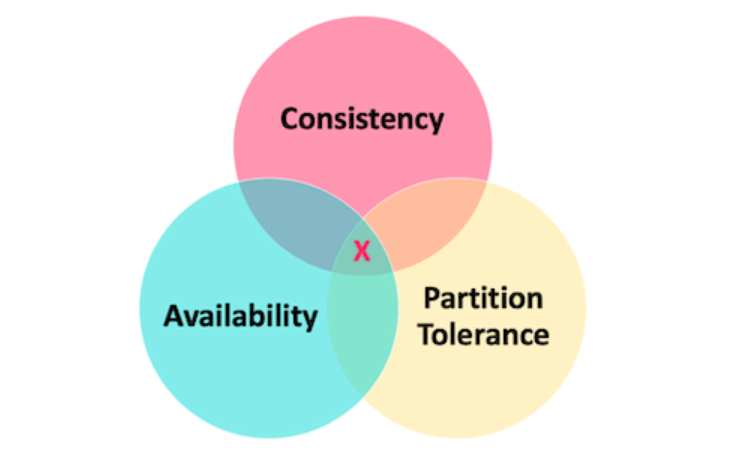 Consistency
X
Availability
Partition
Tolerance